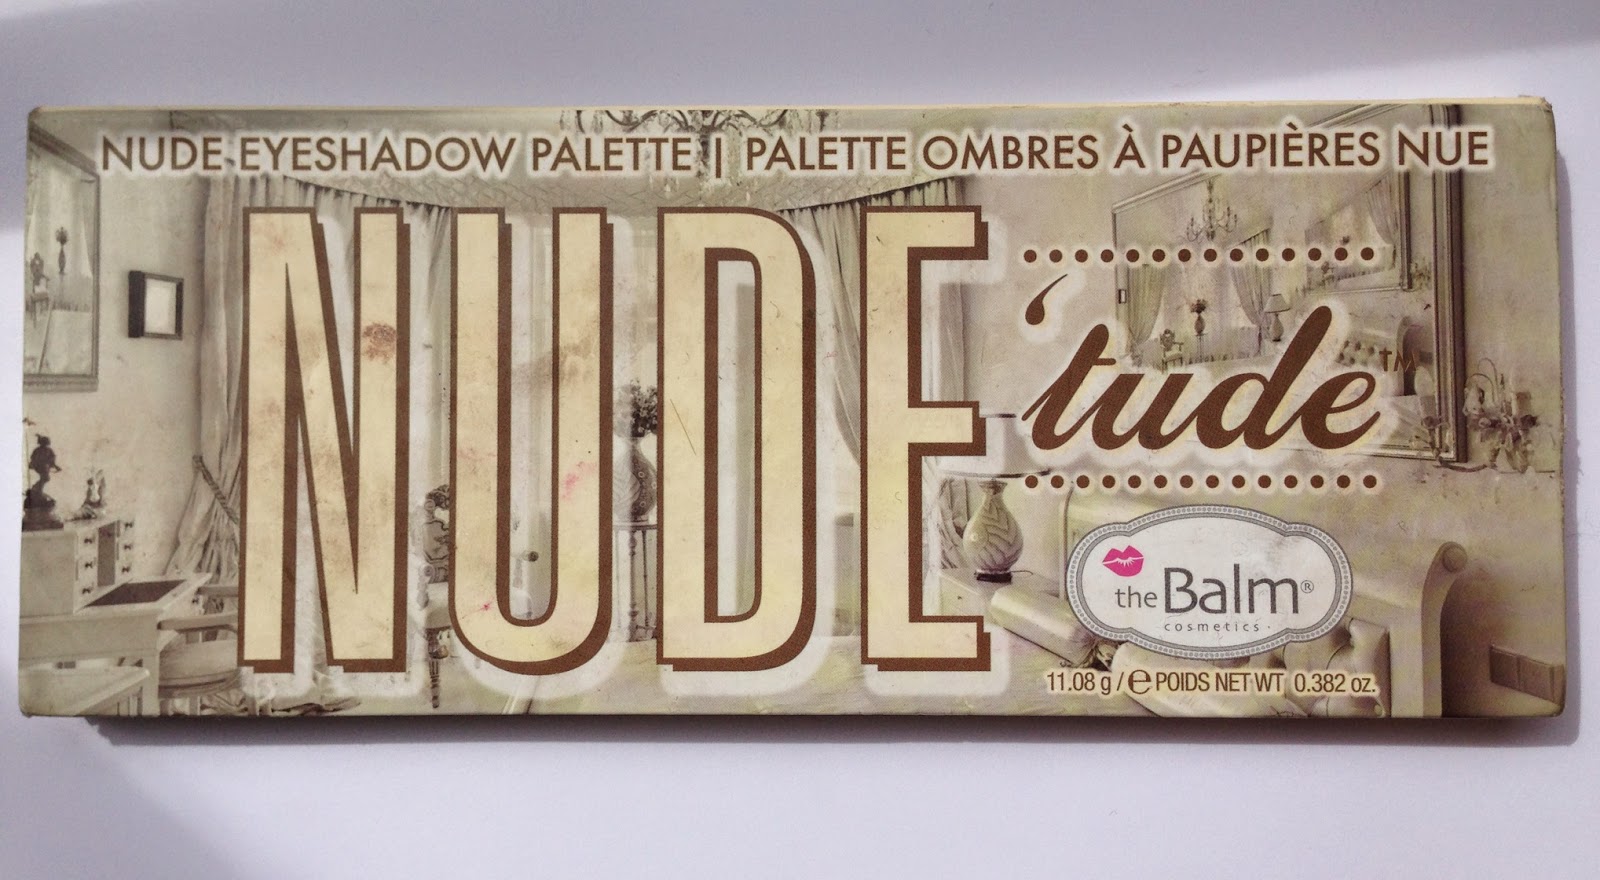 NUDE EYESHADOW PALETTE | PALETTE OMBRES À PAUPIÈRES NUE
NUDE
‘tude™
theBalm®
cosmetics·
11.08 g / ℮ POIDS NET WT 0.382 oz.